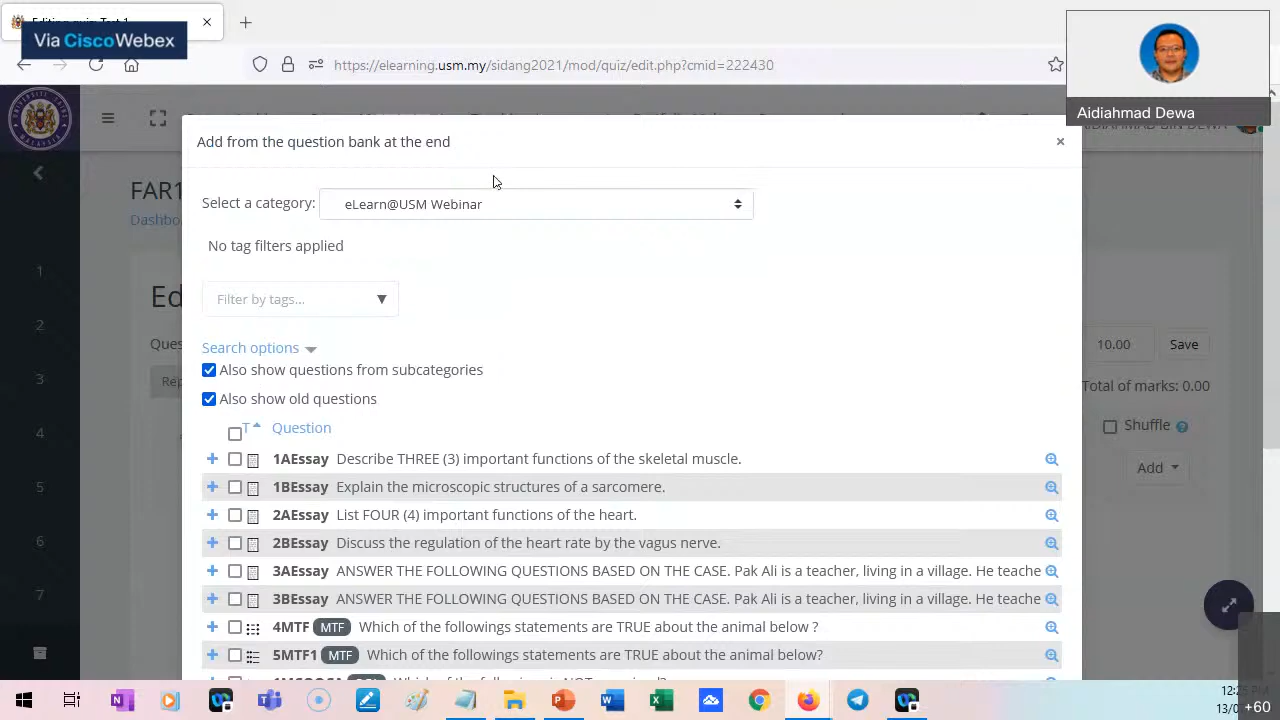 Via CiscoWebex
https://elearning.usm.my/sidang2021/mod/quiz/edit.php?cmid=222430
Aidiahmad Dewa
Add from the question bank at the end
×
FAR1
Dashbo
Select a category:
eLearn@USM Webinar
No tag filters applied
1
2
3
4
5
6
7
Ed
Filter by tags...
Ques
10.00
Save
Rep
Total of marks: 0.00
Shuffle
Add
Search options
Also show questions from subcategories
Also show old questions
T
Question
1AEssay Describe THREE (3) important functions of the skeletal muscle.
1BEssay Explain the microscopic structures of a sarcomere.
2AEssay List FOUR (4) important functions of the heart.
2BEssay Discuss the regulation of the heart rate by the vagus nerve.
3AEssay ANSWER THE FOLLOWING QUESTIONS BASED ON THE CASE. Pak Ali is a teacher, living in a village. He teache
3BEssay ANSWER THE FOLLOWING QUESTIONS BASED ON THE CASE. Pak Ali is a teacher, living in a village. He teache
4MTF MTF Which of the followings statements are TRUE about the animal below ?
5MTF1 MTF Which of the followings statements are TRUE about the animal below?
+60